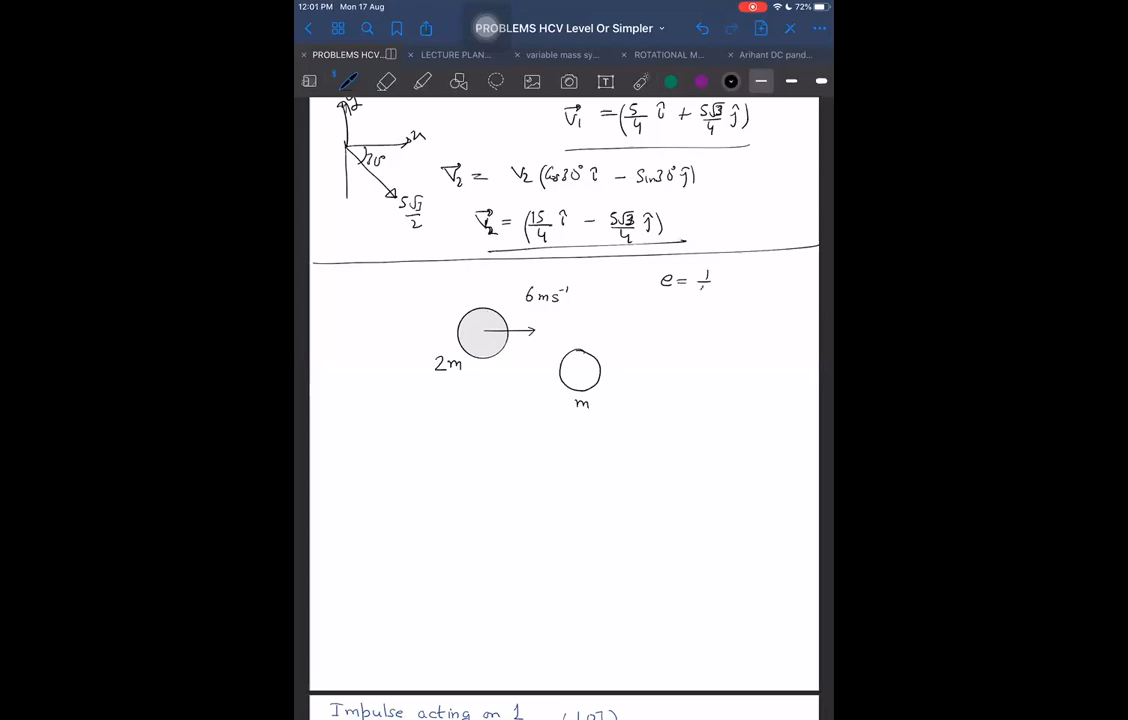 12:01 PM Mon 17 Aug
72%
PROBLEMS HCV Level Or Simpler
PROBLEMS HCV...
LECTURE PLAN...
variable mass sy...
ROTATIONAL M...
Arihant DC pand...
y
x
30°
5√3/2
V⃗₁ = (5/4 î + 5√3/4 ĵ)
V⃗₂ = V₂ (Cos30° î − Sin30° ĵ)
V⃗₂ = (15/4 î − 5√3/4 ĵ)
e = 1/
6 ms⁻¹
2m
m
Impulse acting on 1